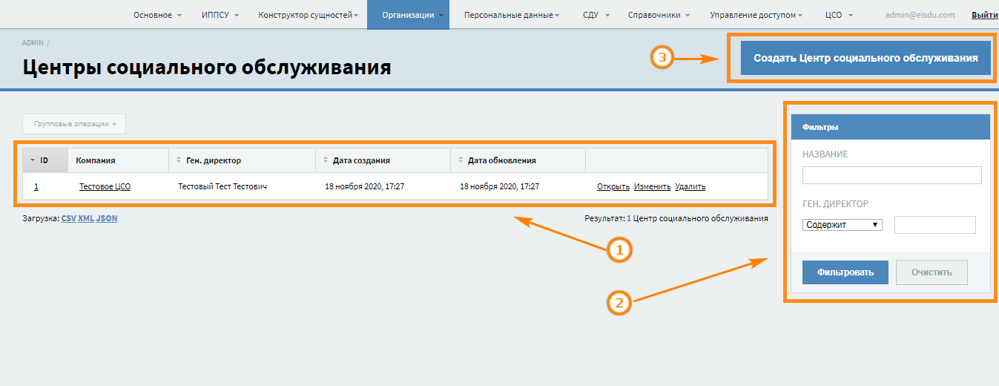 Основное ИППСУ Конструктор сущностей Организации Персональные данные СДУ Справочники Управление доступом ЦСО admin@eisdu.com Выйти
ADMIN /
Центры социального обслуживания
3
Создать Центр социального обслуживания
Групповые операции
ID Компания Ген. директор Дата создания Дата обновления
1 Тестовое ЦСО Тестовый Тест Тестович 18 ноября 2020, 17:27 18 ноября 2020, 17:27 Открыть Изменить Удалить
Загрузка: CSV XML JSON
Результат: 1 Центр социального обслуживания
1
2
Фильтры
НАЗВАНИЕ
ГЕН. ДИРЕКТОР
Содержит
Фильтровать Очистить